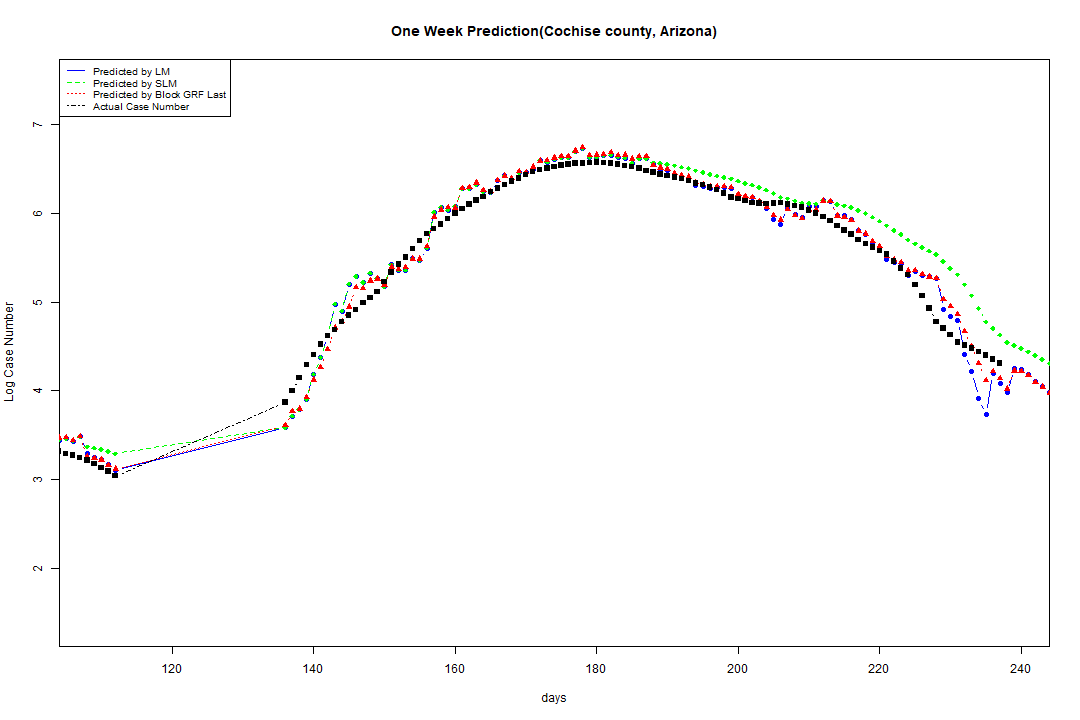 One Week Prediction(Cochise county, Arizona)
Predicted by LM
Predicted by SLM
Predicted by Block GRF Last
Actual Case Number
7
6
5
4
3
2
Log Case Number
120 140 160 180 200 220 240
days